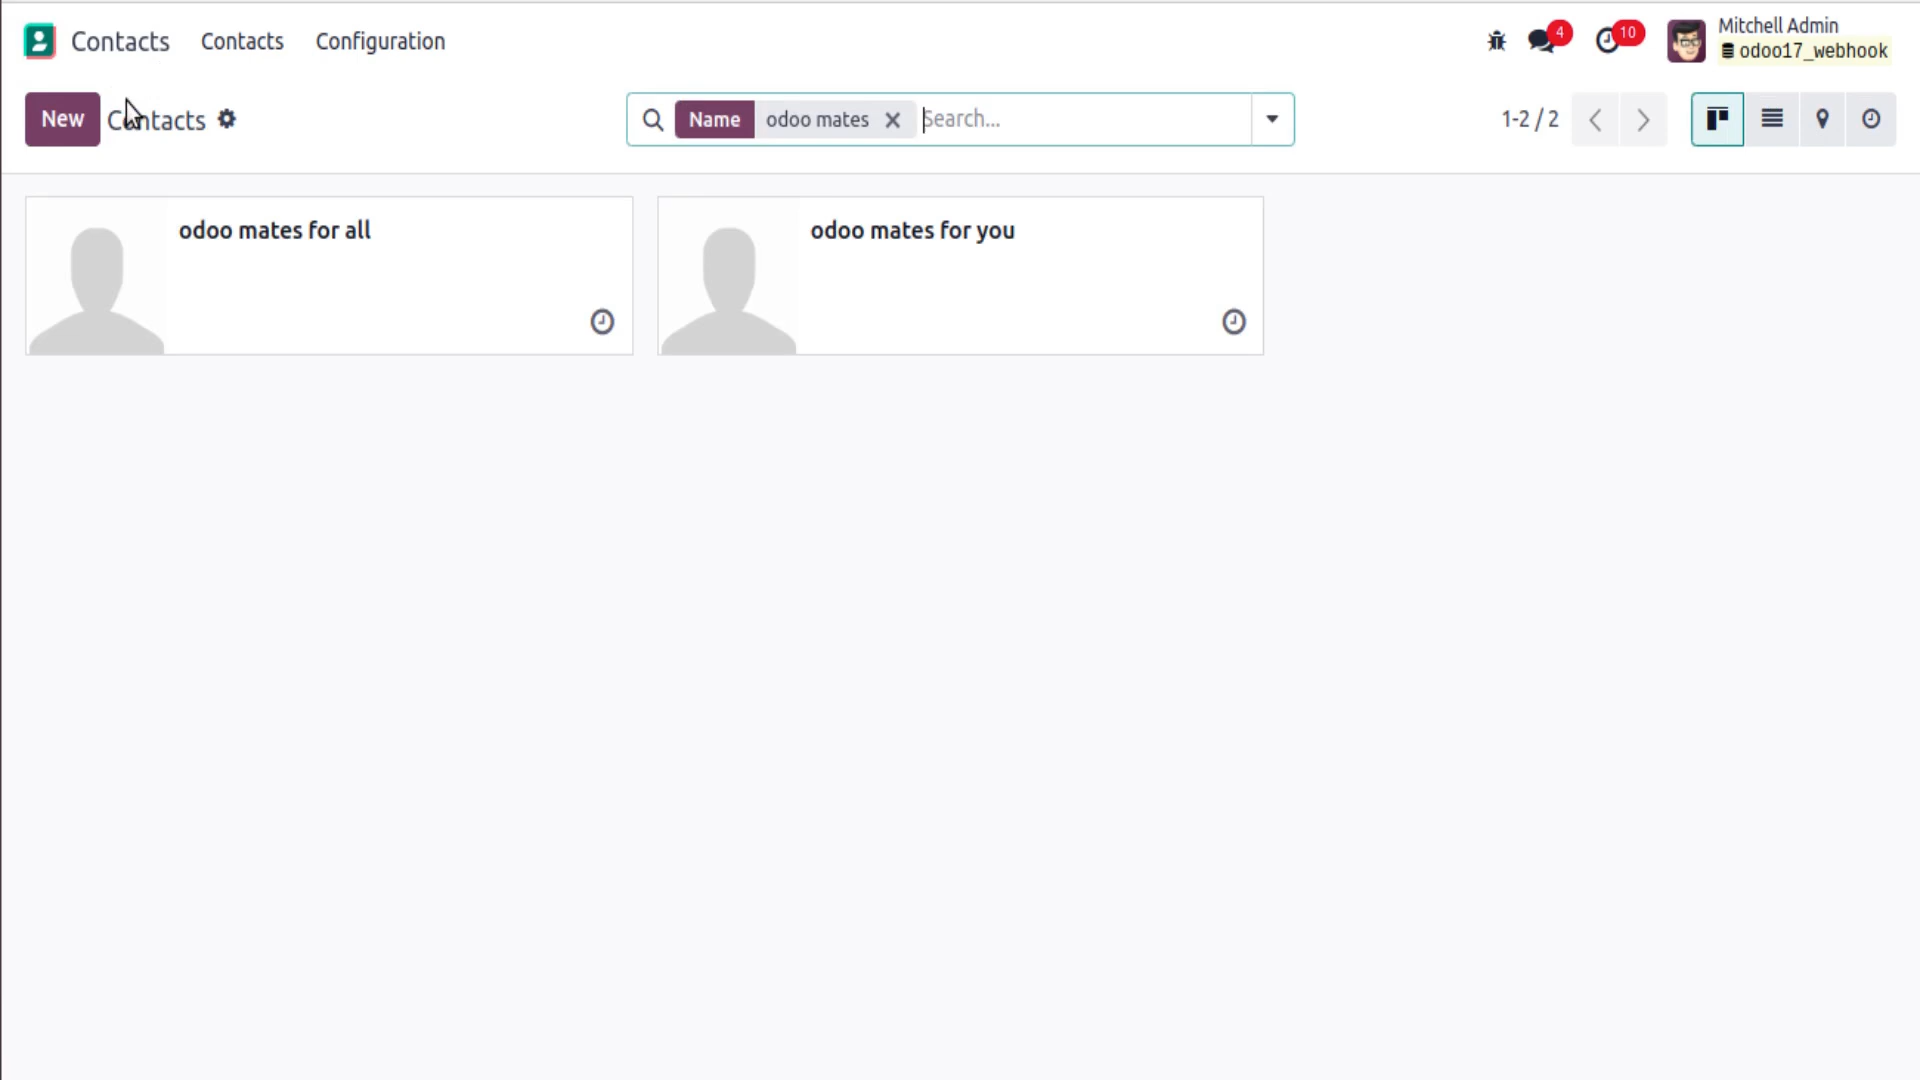 Contacts Contacts Configuration 4 10 Mitchell Admin
odoo17_webhook
New Contacts Name odoo mates Search... 1-2 / 2
odoo mates for all odoo mates for you